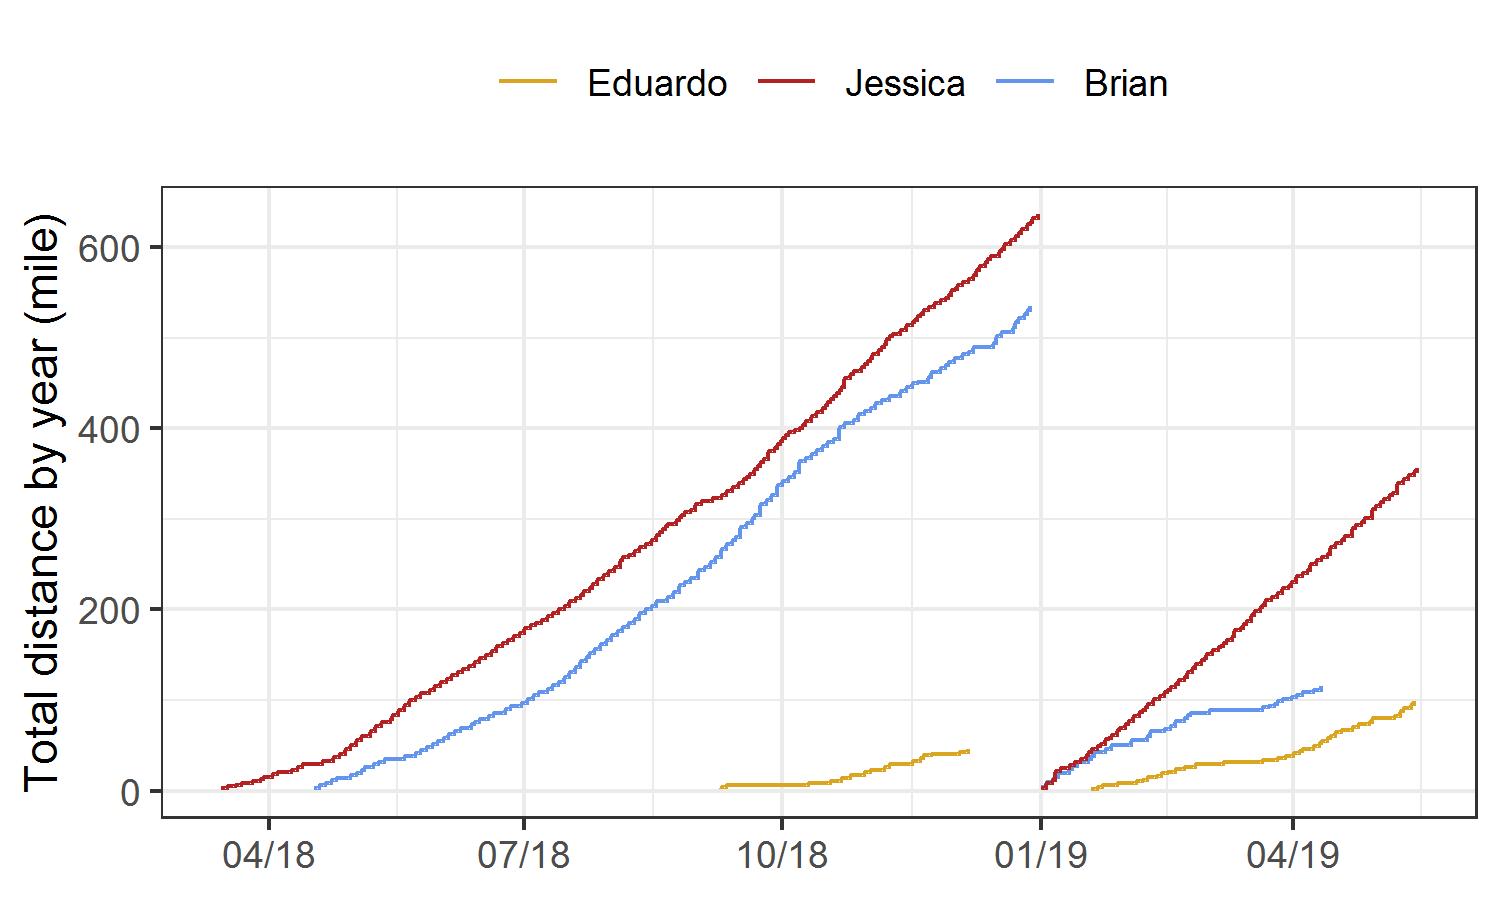 Eduardo Jessica Brian
Total distance by year (mile)
600
400
200
0
04/18 07/18 10/18 01/19 04/19